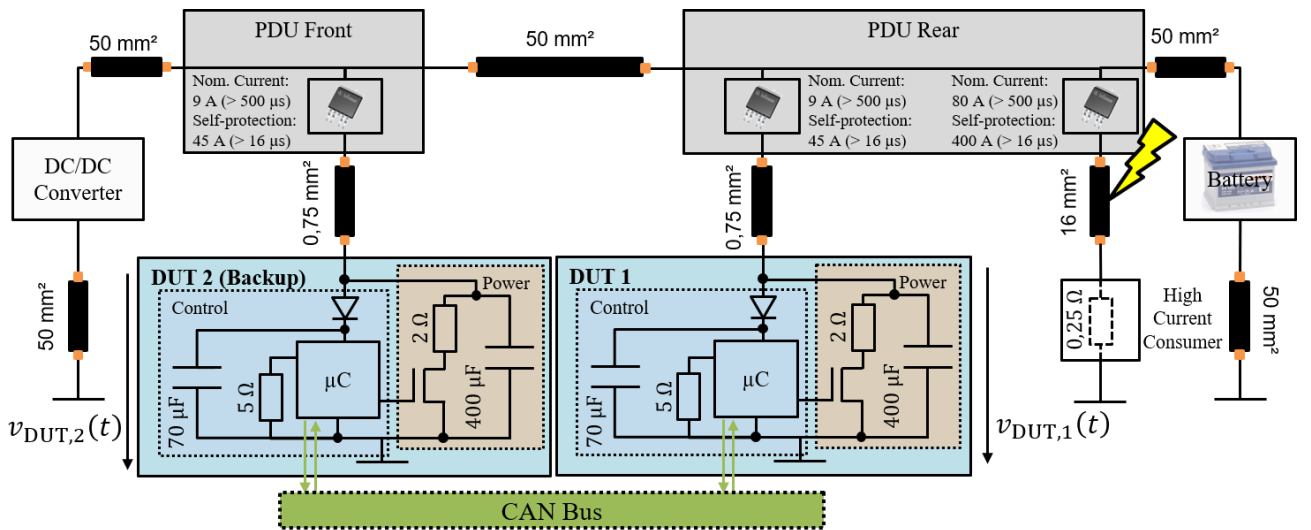 PDU Front
PDU Rear
50 mm²
50 mm²
50 mm²
Nom. Current:
9 A (> 500 µs)
Self-protection:
45 A (> 16 µs)
Nom. Current:
9 A (> 500 µs)
Self-protection:
45 A (> 16 µs)
Nom. Current:
80 A (> 500 µs)
Self-protection:
400 A (> 16 µs)
DC/DC
Converter
0,75 mm²
0,75 mm²
16 mm²
Battery
50 mm²
DUT 2 (Backup)
Control
Power
2 Ω
µC
5 Ω
70 µF
400 µF
DUT 1
Control
Power
2 Ω
µC
5 Ω
70 µF
400 µF
0,25 Ω
High
Current
Consumer
50 mm²
v_DUT,2(t)
v_DUT,1(t)
CAN Bus